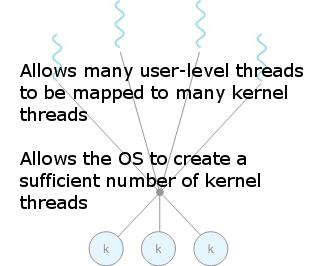 Allows many user-level threads
to be mapped to many kernel
threads
Allows the OS to create a
sufficient number of kernel
threads
k k k